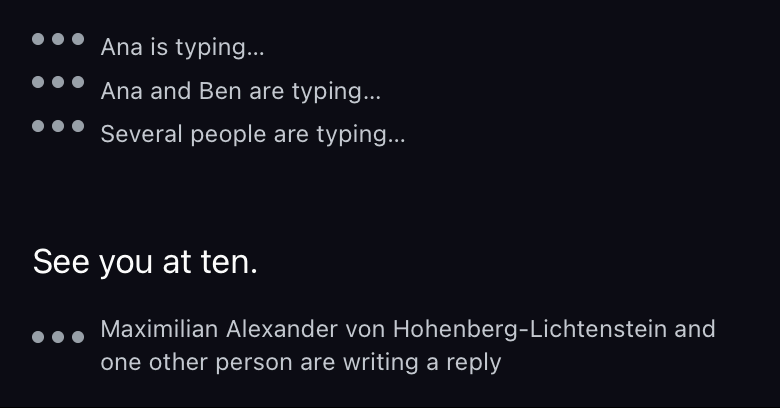 Ana is typing…
Ana and Ben are typing…
Several people are typing…
See you at ten.
Maximilian Alexander von Hohenberg-Lichtenstein and
one other person are writing a reply